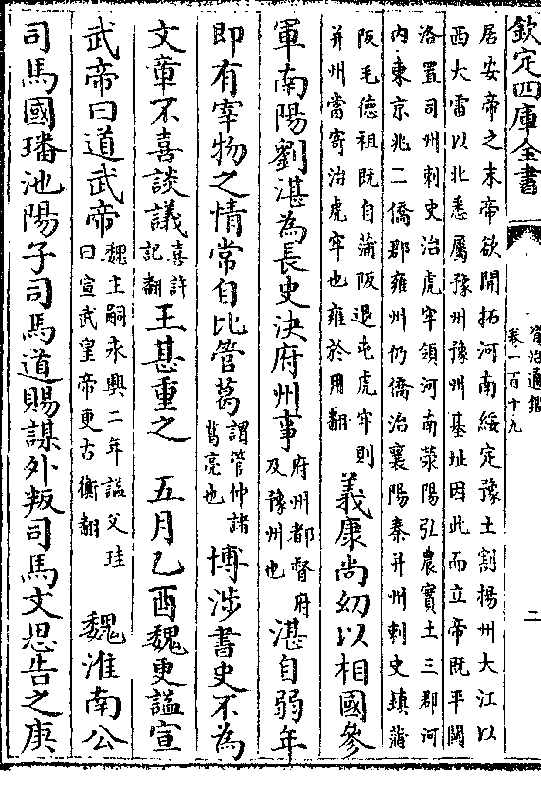 欽定四庫全書
資治通鑑
卷一百十九
二
居安帝之末帝欲開拓河南綏定豫土割揚州大江以
西大雷以北悉屬豫州豫州基址因此而立帝既平關
洛置司州刺史治虎牢領河南滎陽弘農實土三郡河
內東京兆二僑郡雍州仍僑治襄陽秦并州刺史鎮蒲
阪毛德祖既自蒲阪退屯虎牢則
并州當寄治虎牢也雍於用翻
義康尚幼以相國參
軍南陽劉湛為長史決府州事
府州都督府
及豫州也
湛自弱年
即有宰物之情常自比管葛
謂管仲諸
葛亮也
博涉書史不為
文章不喜談議
喜許
記翻
王甚重之 五月乙酉魏更謚宣
武帝曰道武帝
魏主嗣永興二年謚父珪
曰宣武皇帝更古衡翻
魏淮南公
司馬國璠池陽子司馬道賜謀外叛司馬文思告之庚